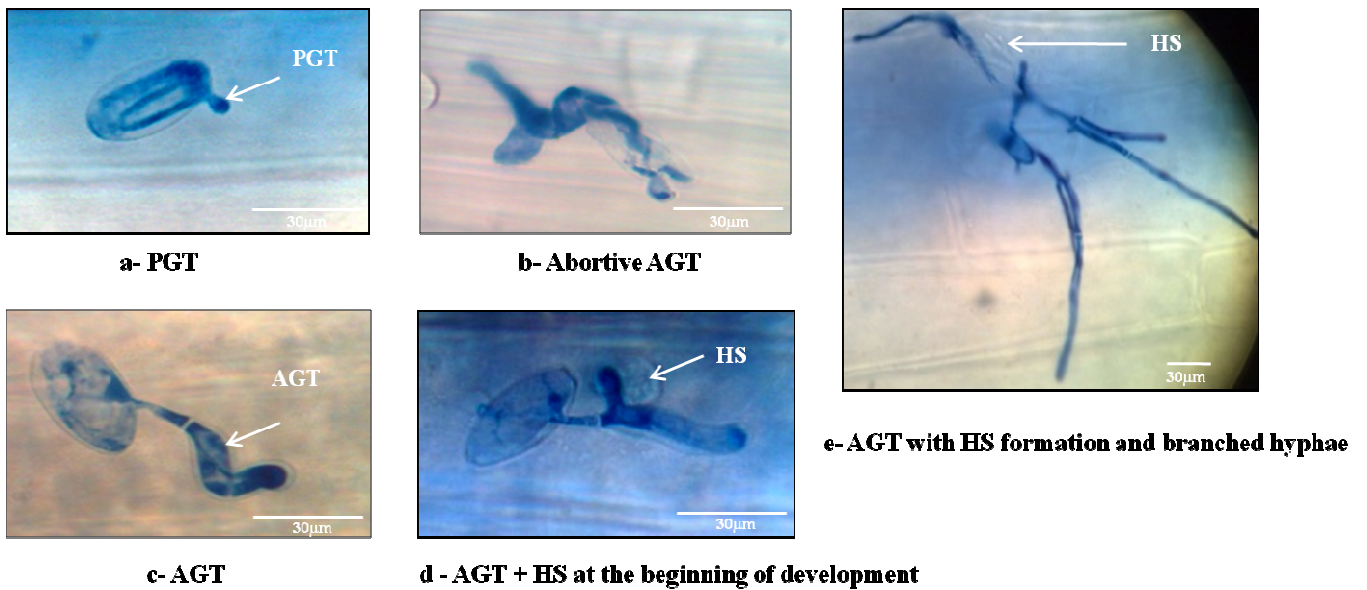 PGT
30µm
a- PGT
30µm
b- Abortive AGT
AGT
30µm
c- AGT
HS
30µm
d - AGT + HS at the beginning of development
HS
30µm
e- AGT with HS formation and branched hyphae